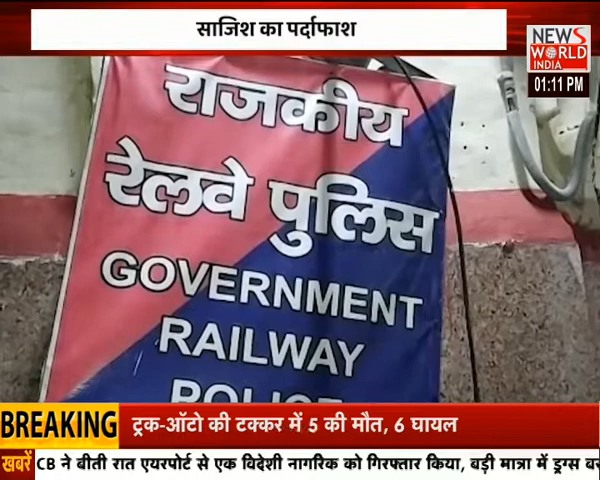 साजिश का पर्दाफाश
NEWS
WORLD
INDIA
01:11 PM
राजकीय
रेलवे पुलिस
GOVERNMENT
RAILWAY
POLICE
BREAKING ट्रक-ऑटो की टक्कर में 5 की मौत, 6 घायल
खबरें CB ने बीती रात एयरपोर्ट से एक विदेशी नागरिक को गिरफ्तार किया, बड़ी मात्रा में ड्रग्स